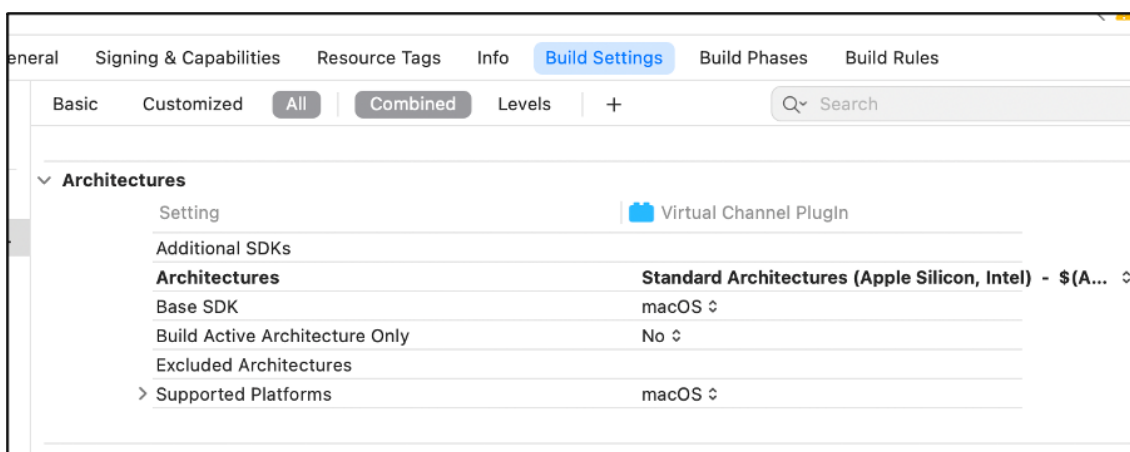 eneral Signing & Capabilities Resource Tags Info Build Settings Build Phases Build Rules
Basic Customized All Combined Levels + Search
Architectures
Setting Virtual Channel PlugIn
Additional SDKs
Architectures Standard Architectures (Apple Silicon, Intel) - $(A...
Base SDK macOS
Build Active Architecture Only No
Excluded Architectures
Supported Platforms macOS